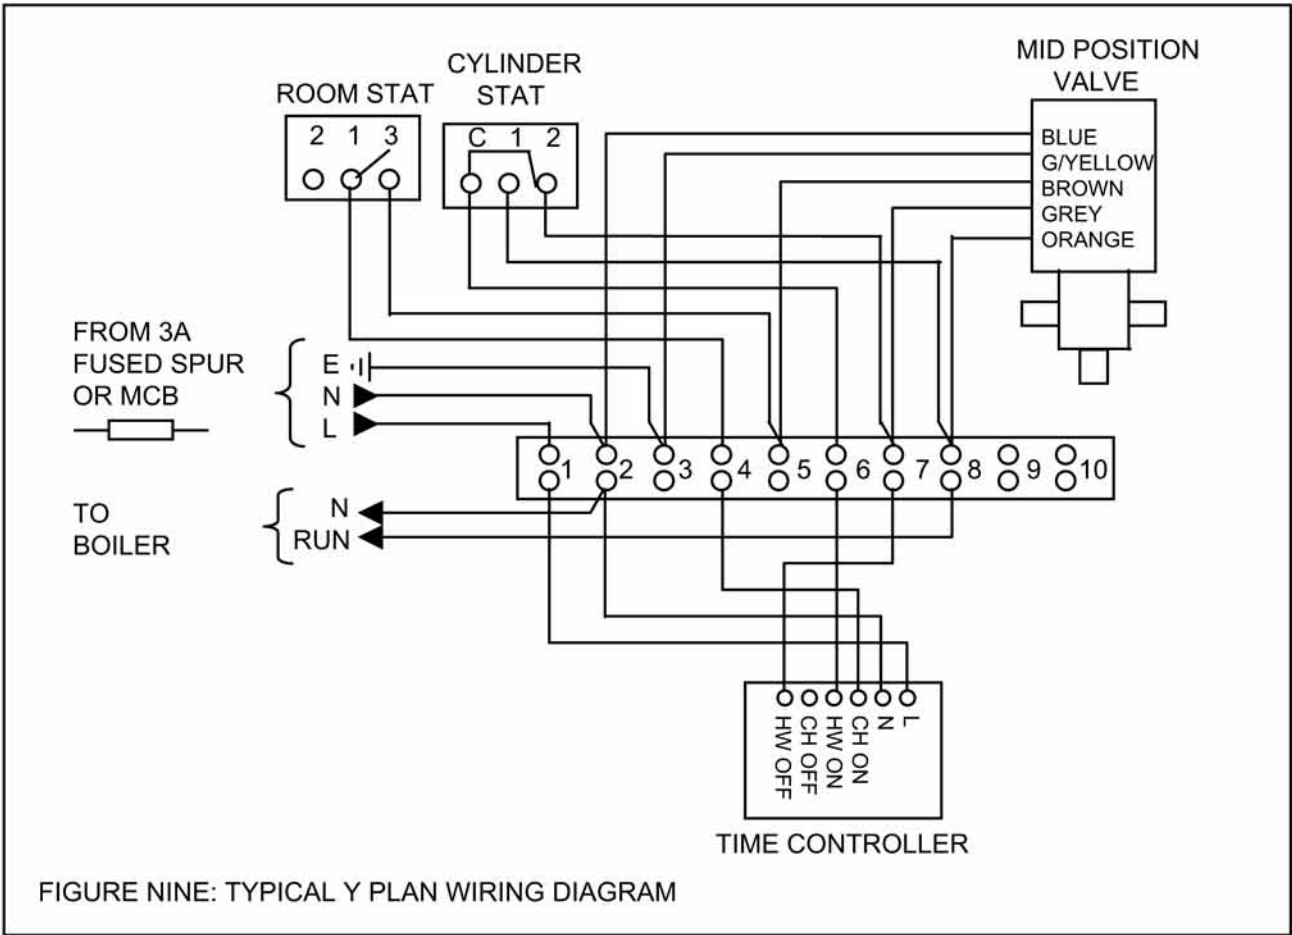 MID POSITION
VALVE
CYLINDER
STAT
ROOM STAT
2 1 3
C 1 2
BLUE
G/YELLOW
BROWN
GREY
ORANGE
FROM 3A
FUSED SPUR
OR MCB
E
N
L
1 2 3 4 5 6 7 8 9 10
TO
BOILER
N
RUN
HW OFF
CH OFF
HW ON
CH ON
N
L
TIME CONTROLLER
FIGURE NINE: TYPICAL Y PLAN WIRING DIAGRAM